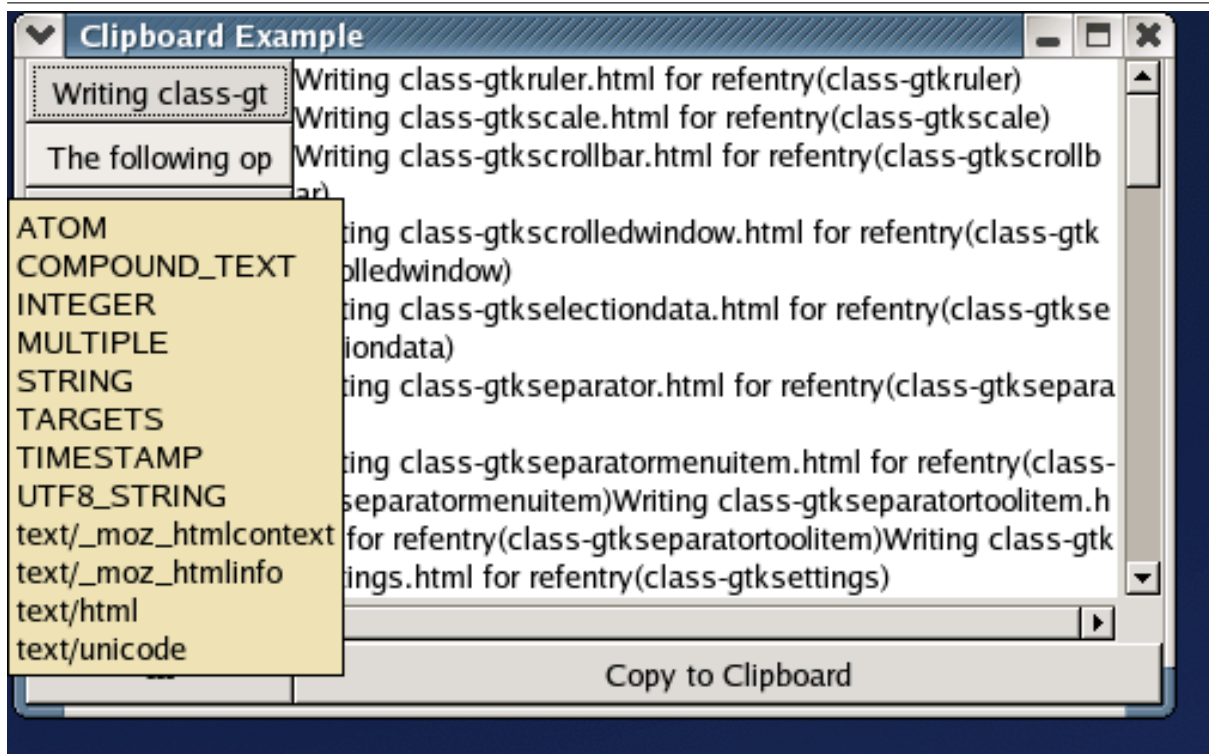 Clipboard Example
Writing class-gt
The following op
Writing class-gtkruler.html for refentry(class-gtkruler)
Writing class-gtkscale.html for refentry(class-gtkscale)
Writing class-gtkscrollbar.html for refentry(class-gtkscrollb
ar)
ting class-gtkscrolledwindow.html for refentry(class-gtk
olledwindow)
ting class-gtkselectiondata.html for refentry(class-gtkse
iondata)
ting class-gtkseparator.html for refentry(class-gtksepara
ting class-gtkseparatormenuitem.html for refentry(class-
separatormenuitem)Writing class-gtkseparatortoolitem.h
for refentry(class-gtkseparatortoolitem)Writing class-gtk
ings.html for refentry(class-gtksettings)
ATOM
COMPOUND_TEXT
INTEGER
MULTIPLE
STRING
TARGETS
TIMESTAMP
UTF8_STRING
text/_moz_htmlcontext
text/_moz_htmlinfo
text/html
text/unicode
Copy to Clipboard